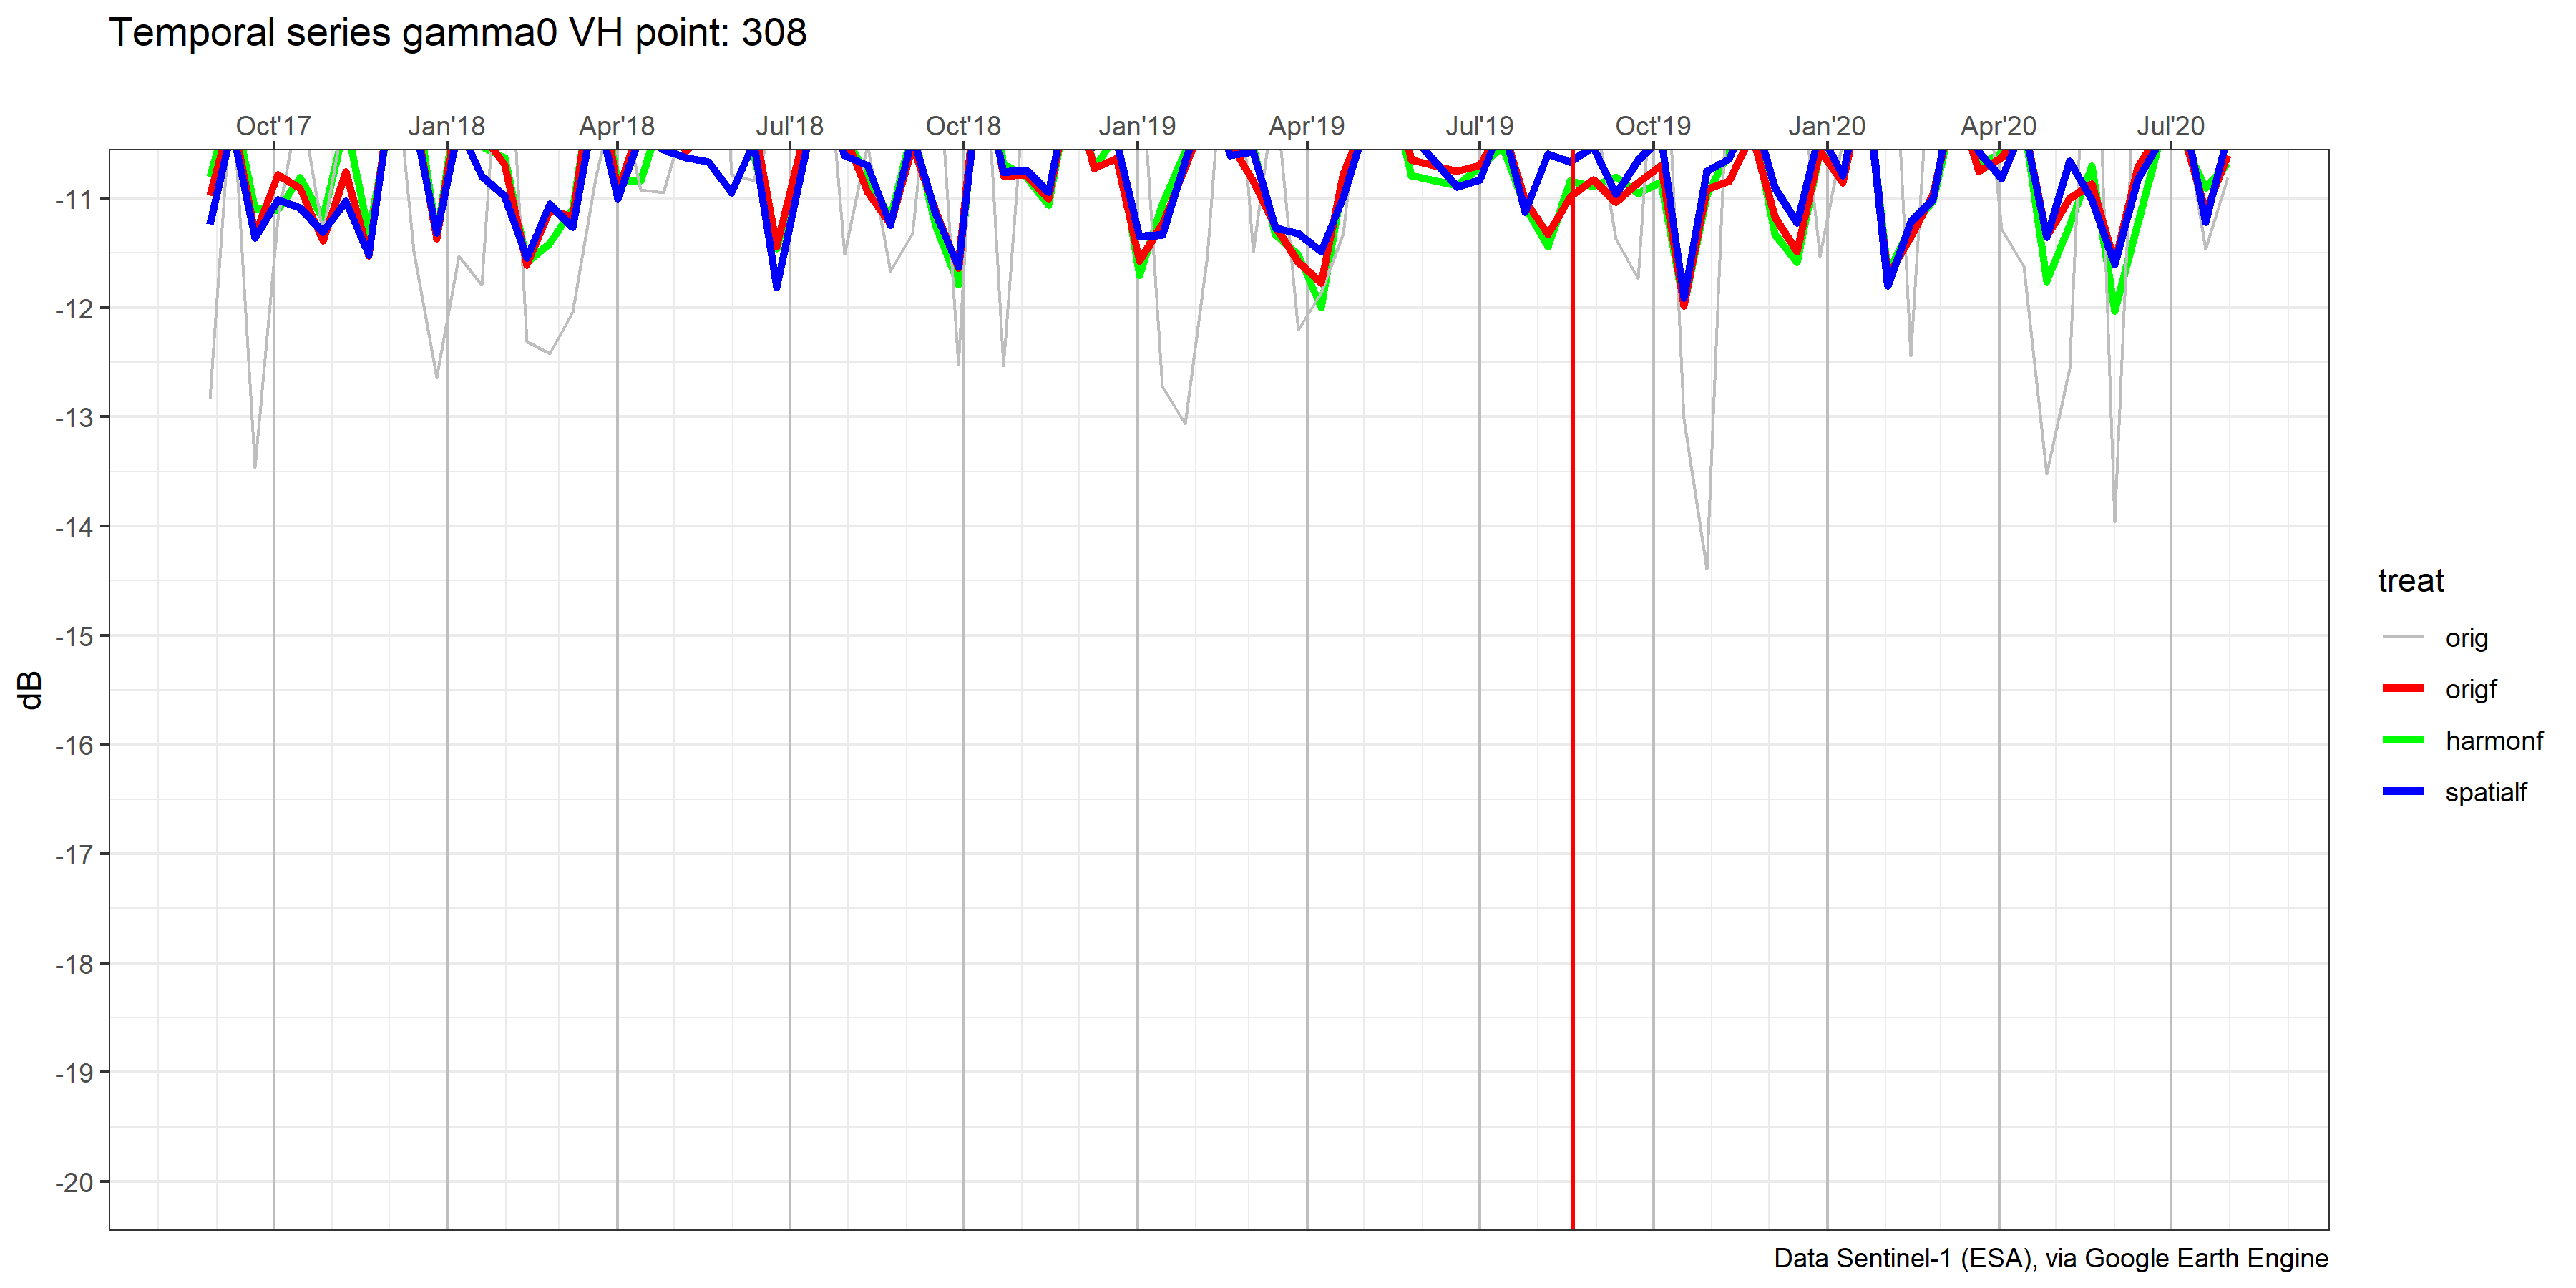 Temporal series gamma0 VH point: 308
Oct'17 Jan'18 Apr'18 Jul'18 Oct'18 Jan'19 Apr'19 Jul'19 Oct'19 Jan'20 Apr'20 Jul'20
-11
-12
-13
-14
-15
-16
-17
-18
-19
-20
dB
treat
orig
origf
harmonf
spatialf
Data Sentinel-1 (ESA), via Google Earth Engine